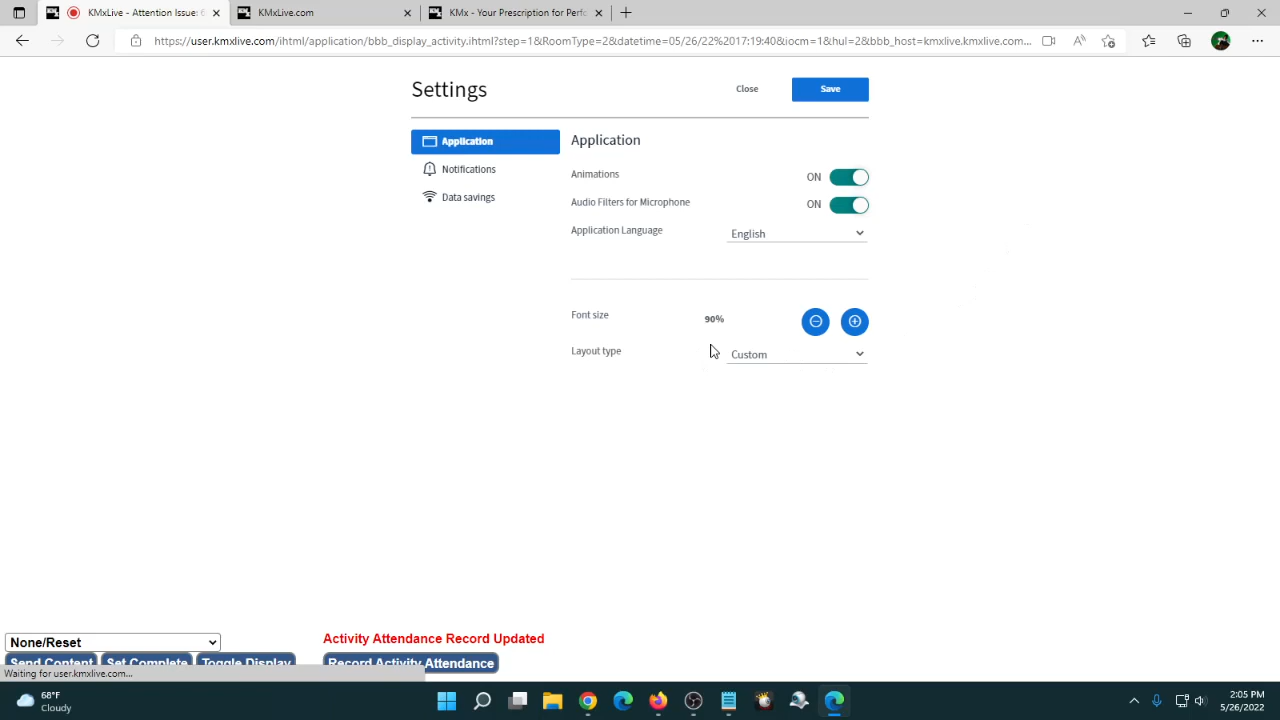 KMxLive - Attention Issue:
KMxLive.com
KMx - Your Prescription for Perfo
https://user.kmxlive.com/ihtml/application/bbb_display_activity.ihtml?step=1&RoomType=2&datetime=05/26/22%2017:19:40&iocm=1&hul=2&bbb_host=kmxlive.kmxlive.com...
Settings
Close
Save
Application
Notifications
Data savings
Application
Animations
ON
Audio Filters for Microphone
ON
Application Language
English
Font size
90%
Layout type
Custom
None/Reset
Activity Attendance Record Updated
Send Content
Set Complete
Toggle Display
Record Activity Attendance
Waiting for user.kmxlive.com...
68°F
Cloudy
2:05 PM
5/26/2022